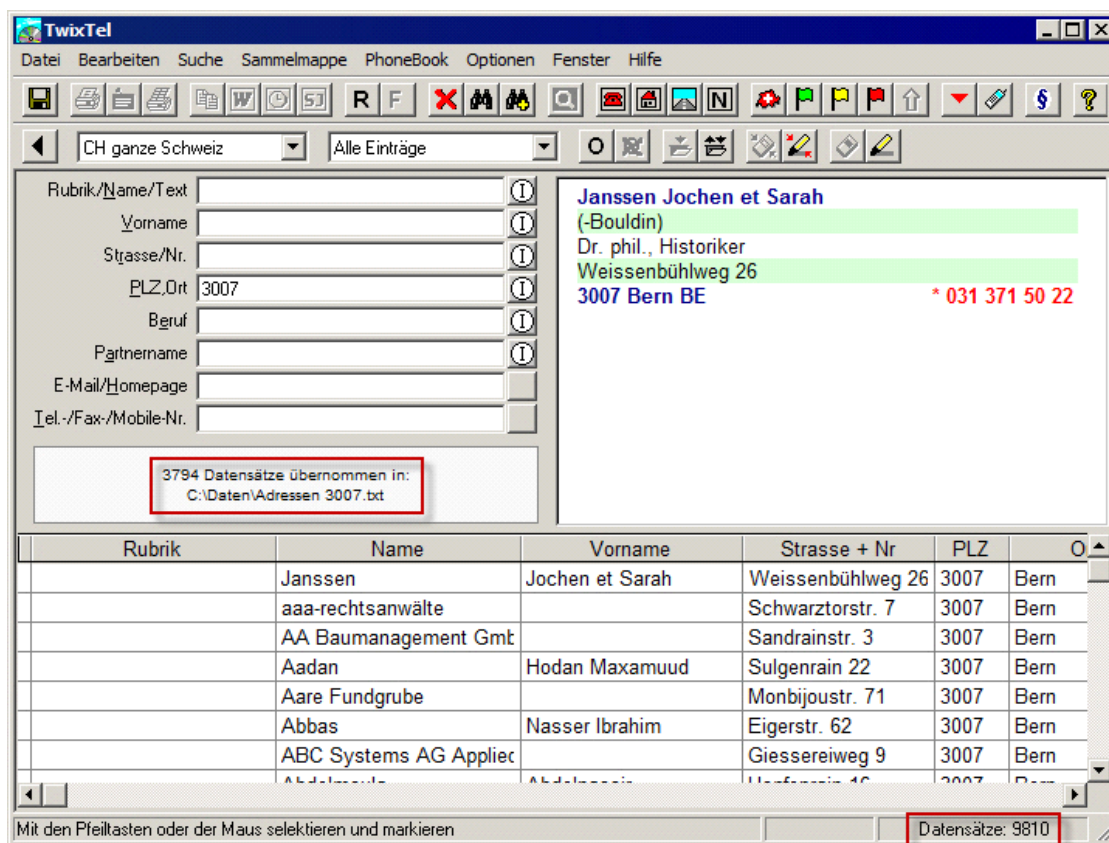 TwixTel
Datei Bearbeiten Suche Sammelmappe PhoneBook Optionen Fenster Hilfe
W SJ R F N § ?
CH ganze Schweiz Alle Einträge O
Rubrik./Name/Text
Vorname
Strasse/Nr.
PLZ,Ort 3007
Beruf
Partnername
E-Mail/Homepage
Tel.-/Fax-/Mobile-Nr.
3794 Datensätze übernommen in:
C:\Daten\Adressen 3007.txt
Janssen Jochen et Sarah
(-Bouldin)
Dr. phil., Historiker
Weissenbühlweg 26
3007 Bern BE * 031 371 50 22
Rubrik Name Vorname Strasse + Nr PLZ O
Janssen Jochen et Sarah Weissenbühlweg 26 3007 Bern
aaa-rechtsanwälte Schwarztorstr. 7 3007 Bern
AA Baumanagement Gmb Sandrainstr. 3 3007 Bern
Aadan Hodan Maxamuud Sulgenrain 22 3007 Bern
Aare Fundgrube Monbijoustr. 71 3007 Bern
Abbas Nasser Ibrahim Eigerstr. 62 3007 Bern
ABC Systems AG Applied Giessereiweg 9 3007 Bern
Mit den Pfeiltasten oder der Maus selektieren und markieren Datensätze: 9810